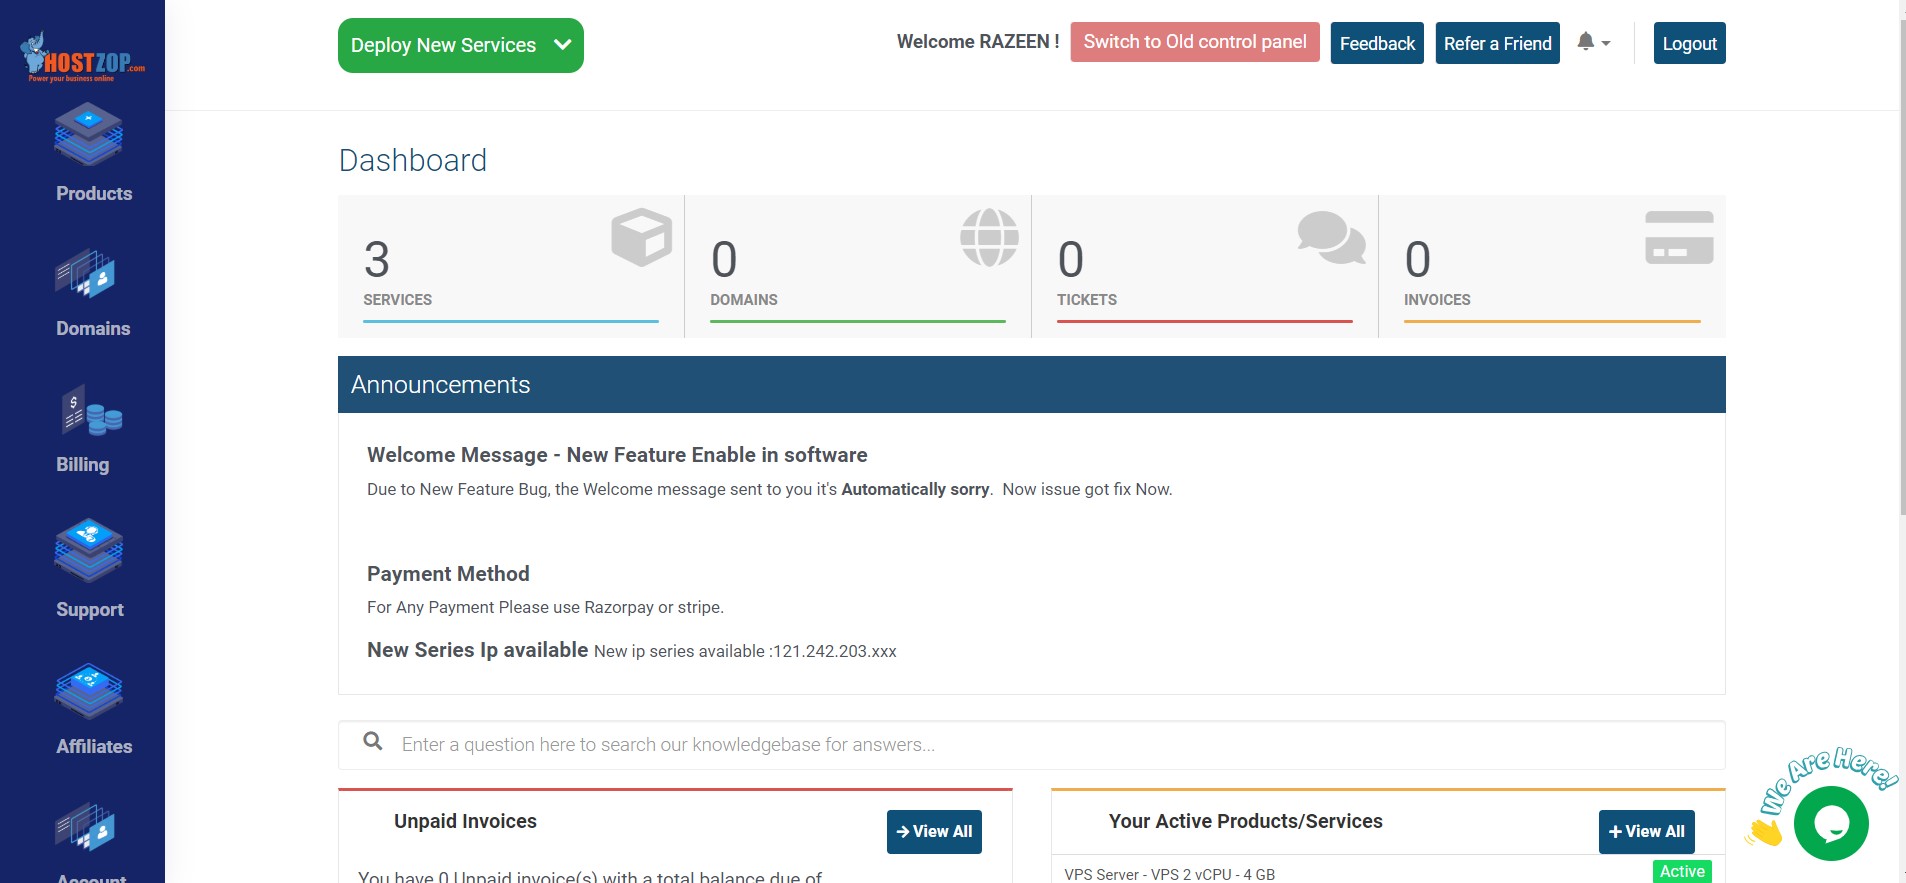 HOSTZOP.com
Power your business online
Products
Domains
Billing
Support
Affiliates
Account
Deploy New Services
Welcome RAZEEN !
Switch to Old control panel
Feedback
Refer a Friend
Logout
Dashboard
3
SERVICES
0
DOMAINS
0
TICKETS
0
INVOICES
Announcements
Welcome Message - New Feature Enable in software
Due to New Feature Bug, the Welcome message sent to you it's Automatically sorry.  Now issue got fix Now.
Payment Method
For Any Payment Please use Razorpay or stripe.
New Series Ip available New ip series available :121.242.203.xxx
Enter a question here to search our knowledgebase for answers...
Unpaid Invoices
View All
You have 0 Unpaid invoice(s) with a total balance due of
Your Active Products/Services
View All
VPS Server - VPS 2 vCPU - 4 GB
Active
We Are Here!